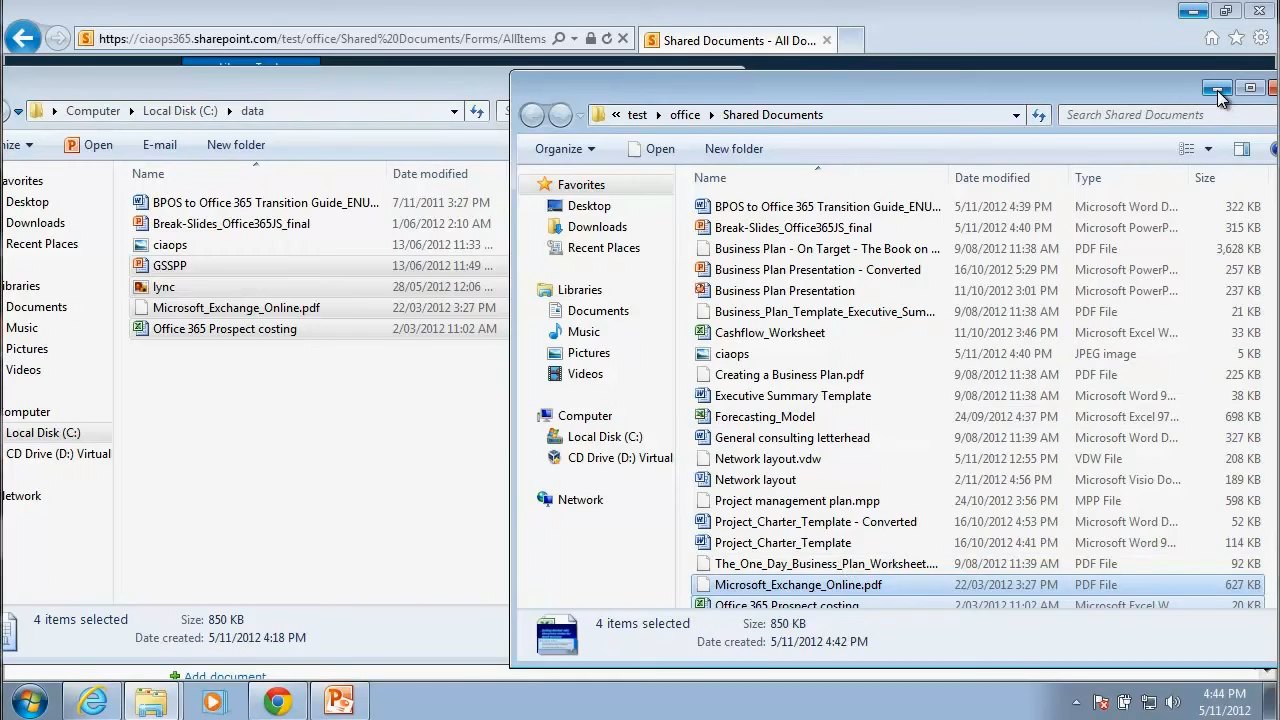 https://ciaops365.sharepoint.com/test/office/Shared%20Documents/Forms/AllItems
Shared Documents - All Do...
Computer Local Disk (C:) data
nize Open E-mail New folder
Name Date modified
avorites
Desktop
Downloads
Recent Places
ibraries
Documents
Music
Pictures
Videos
omputer
Local Disk (C:)
CD Drive (D:) Virtual
etwork
BPOS to Office 365 Transition Guide_ENU... 7/11/2011 3:27 PM
Break-Slides_Office365JS_final 1/06/2012 2:10 AM
ciaops 13/06/2012 11:33 ...
GSSPP 13/06/2012 11:49 ...
lync 28/05/2012 12:06 ...
Microsoft_Exchange_Online.pdf 22/03/2012 3:27 PM
Office 365 Prospect costing 2/03/2012 11:02 AM
4 items selected Size: 850 KB
Date created: 5/11/2012 4:18 PM
Add document
« test office Shared Documents
Search Shared Documents
Organize Open New folder
Favorites
Desktop
Downloads
Recent Places
Libraries
Documents
Music
Pictures
Videos
Computer
Local Disk (C:)
CD Drive (D:) Virtual
Network
Name Date modified Type Size
BPOS to Office 365 Transition Guide_ENU... 5/11/2012 4:39 PM Microsoft Word D... 322 KB
Break-Slides_Office365JS_final 5/11/2012 4:40 PM Microsoft PowerP... 315 KB
Business Plan - On Target - The Book on ... 9/08/2012 11:38 AM PDF File 3,628 KB
Business Plan Presentation - Converted 16/10/2012 5:29 PM Microsoft PowerP... 257 KB
Business Plan Presentation 11/10/2012 3:01 PM Microsoft PowerP... 237 KB
Business_Plan_Template_Executive_Sum... 9/08/2012 11:38 AM PDF File 21 KB
Cashflow_Worksheet 11/10/2012 3:46 PM Microsoft Excel W... 33 KB
ciaops 5/11/2012 4:40 PM JPEG image 5 KB
Creating a Business Plan.pdf 9/08/2012 11:38 AM PDF File 225 KB
Executive Summary Template 9/08/2012 11:38 AM Microsoft Word 9... 38 KB
Forecasting_Model 24/09/2012 4:37 PM Microsoft Excel 97... 698 KB
General consulting letterhead 9/08/2012 11:39 AM Microsoft Word D... 327 KB
Network layout.vdw 5/11/2012 12:55 PM VDW File 208 KB
Network layout 2/11/2012 4:56 PM Microsoft Visio Do... 189 KB
Project management plan.mpp 24/10/2012 3:56 PM MPP File 598 KB
Project_Charter_Template - Converted 16/10/2012 4:53 PM Microsoft Word D... 52 KB
Project_Charter_Template 16/10/2012 4:41 PM Microsoft Word 9... 114 KB
The_One_Day_Business_Plan_Worksheet.... 9/08/2012 11:39 AM PDF File 92 KB
Microsoft_Exchange_Online.pdf 22/03/2012 3:27 PM PDF File 627 KB
Office 365 Prospect costing 2/03/2012 11:02 AM Microsoft Excel W... 20 KB
4 items selected Size: 850 KB
Date created: 5/11/2012 4:42 PM
4:44 PM
5/11/2012